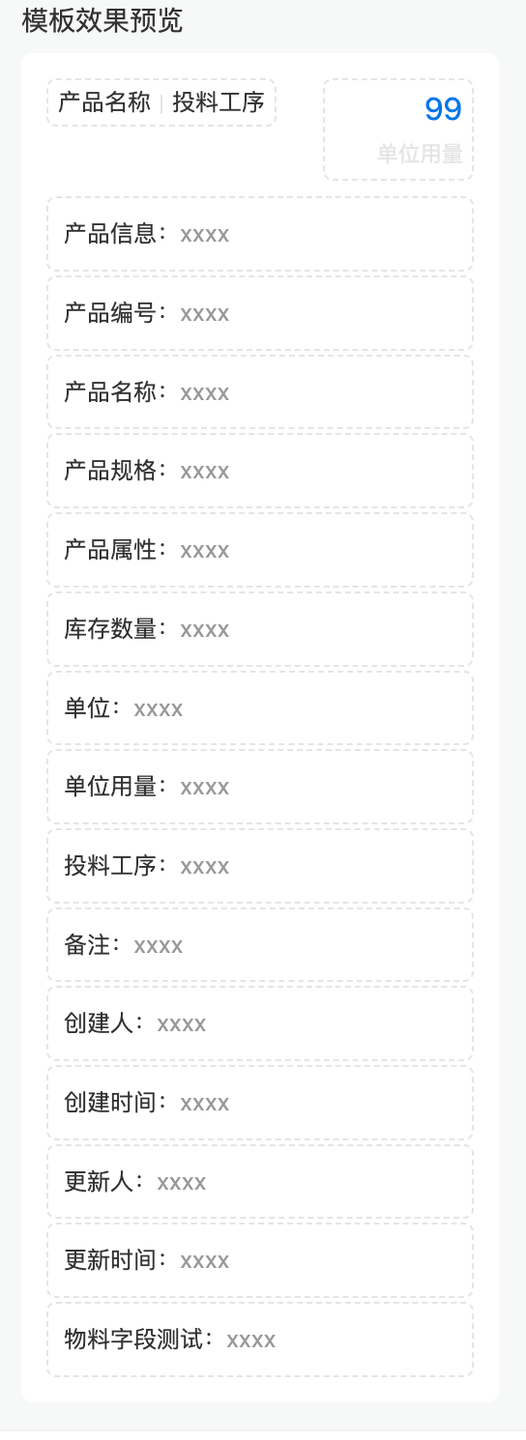 模板效果预览
产品名称 | 投料工序
99
单位用量
产品信息：xxxx
产品编号：xxxx
产品名称：xxxx
产品规格：xxxx
产品属性：xxxx
库存数量：xxxx
单位：xxxx
单位用量：xxxx
投料工序：xxxx
备注：xxxx
创建人：xxxx
创建时间：xxxx
更新人：xxxx
更新时间：xxxx
物料字段测试：xxxx